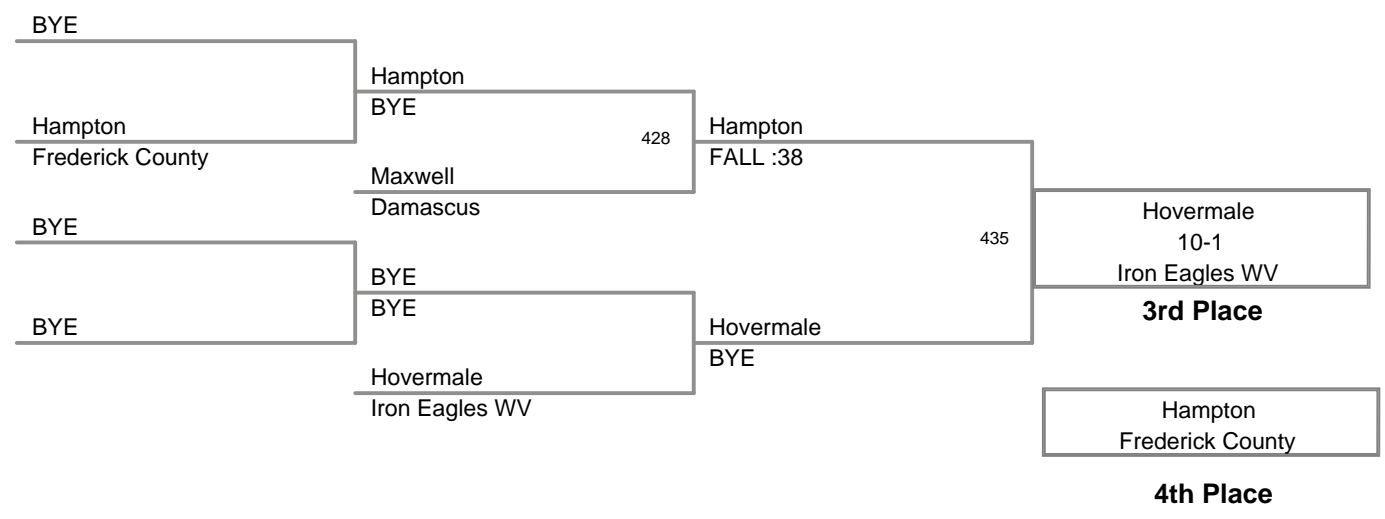 BYE
Hampton
Frederick County
BYE
BYE
Hampton
BYE
428
Maxwell
Damascus
BYE
BYE
Hovermale
Iron Eagles WV
Hampton
FALL :38
435
Hovermale
BYE
Hovermale
10-1
Iron Eagles WV
3rd Place
Hampton
Frederick County
4th Place